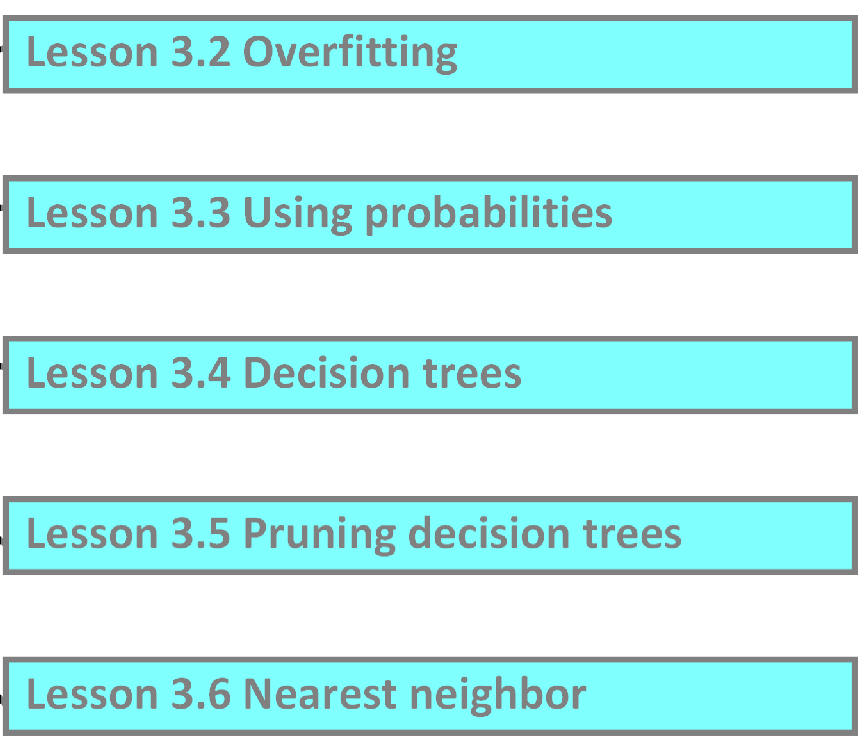 Lesson 3.2 Overfitting
Lesson 3.3 Using probabilities
Lesson 3.4 Decision trees
Lesson 3.5 Pruning decision trees
Lesson 3.6 Nearest neighbor